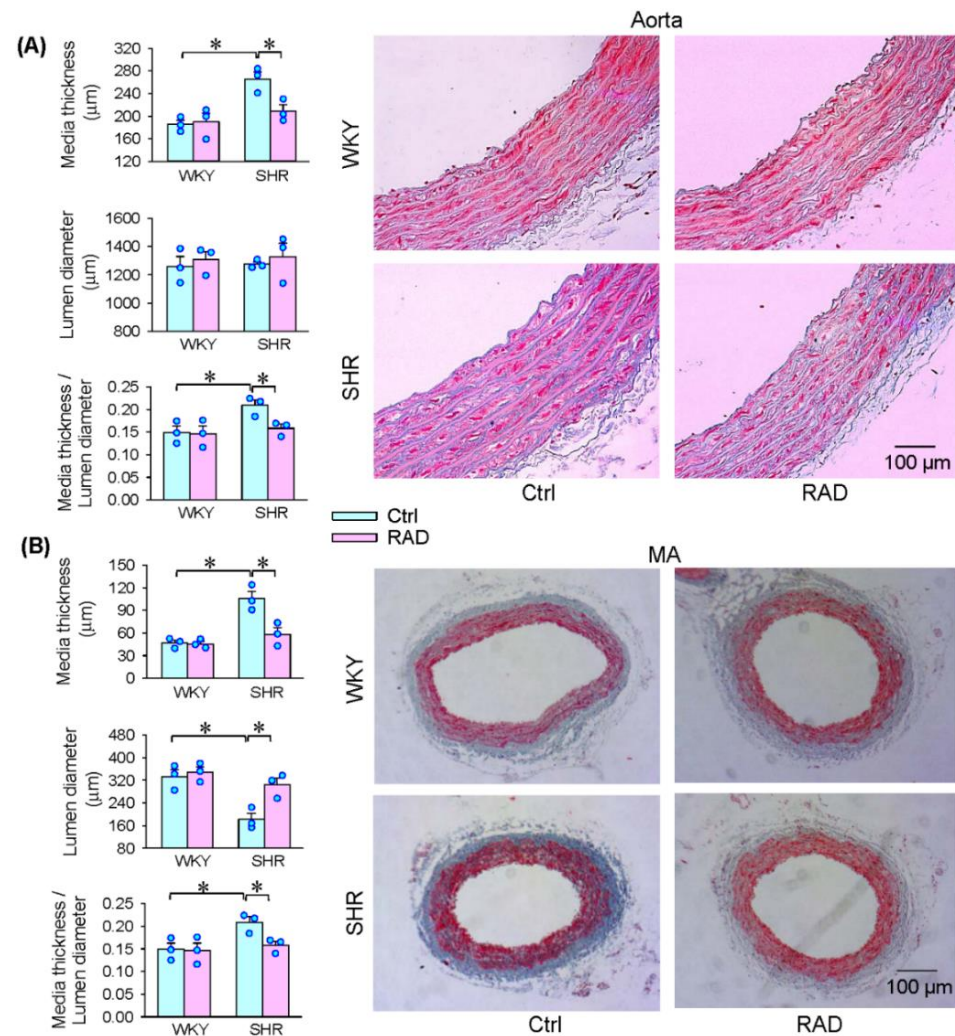 (A)
Media thickness
(µm)
320
280
240
200
160
120
* *
WKY SHR
Lumen diameter
(µm)
1600
1400
1200
1000
800
WKY SHR
Media thickness /
Lumen diameter
0.25
0.20
0.15
0.10
0.05
0.00
* *
WKY SHR
Aorta
WKY
SHR
100 µm
Ctrl RAD
Ctrl
RAD
(B)
Media thickness
(µm)
150
120
90
60
30
0
* *
WKY SHR
Lumen diameter
(µm)
480
400
320
240
160
80
* *
WKY SHR
Media thickness /
Lumen diameter
0.25
0.20
0.15
0.10
0.05
0.00
* *
WKY SHR
MA
WKY
SHR
100 µm
Ctrl RAD